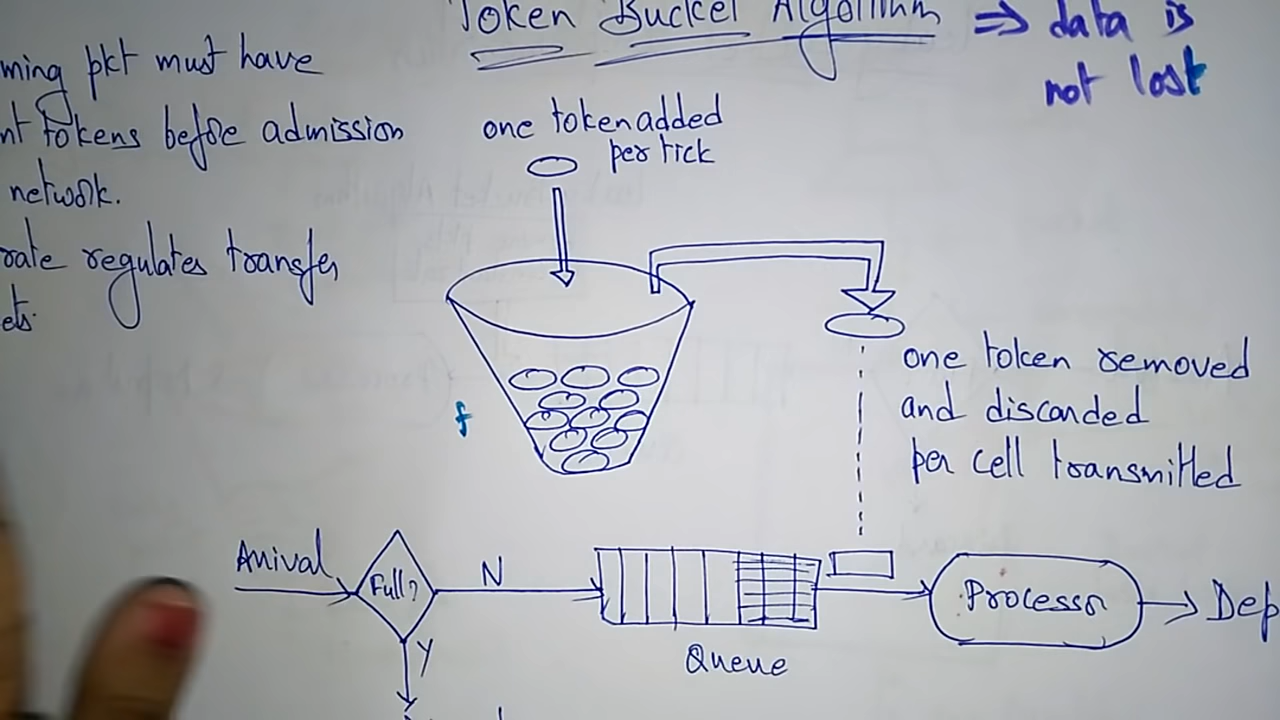 Token Bucket Algorithm ⇒ data is
not lost
ming pkt must have
nt tokens before admission
network.
rate regulates transfer
ets.
one token added
per tick
f
one token removed
and discarded
per cell transmitted
Arrival
Full?
N
Y
Queue
Processor
Dep